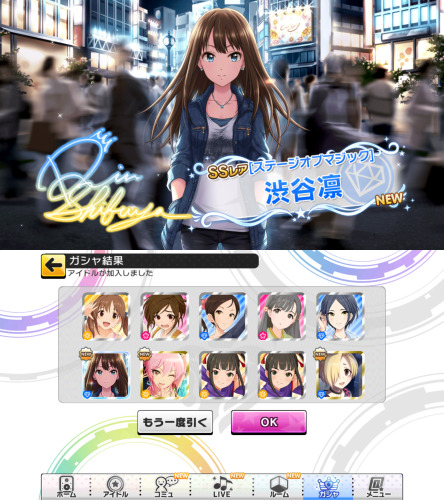 Rin
Shibuya
SSレア[ステージオブマジック]
渋谷凛
NEW
ガシャ結果
アイドルが加入しました
NEW
NEW
もう一度引く
OK
NEW
NEW
NEW
ホーム
アイドル
コミュ
LIVE
ルーム
ガシャ
メニュー